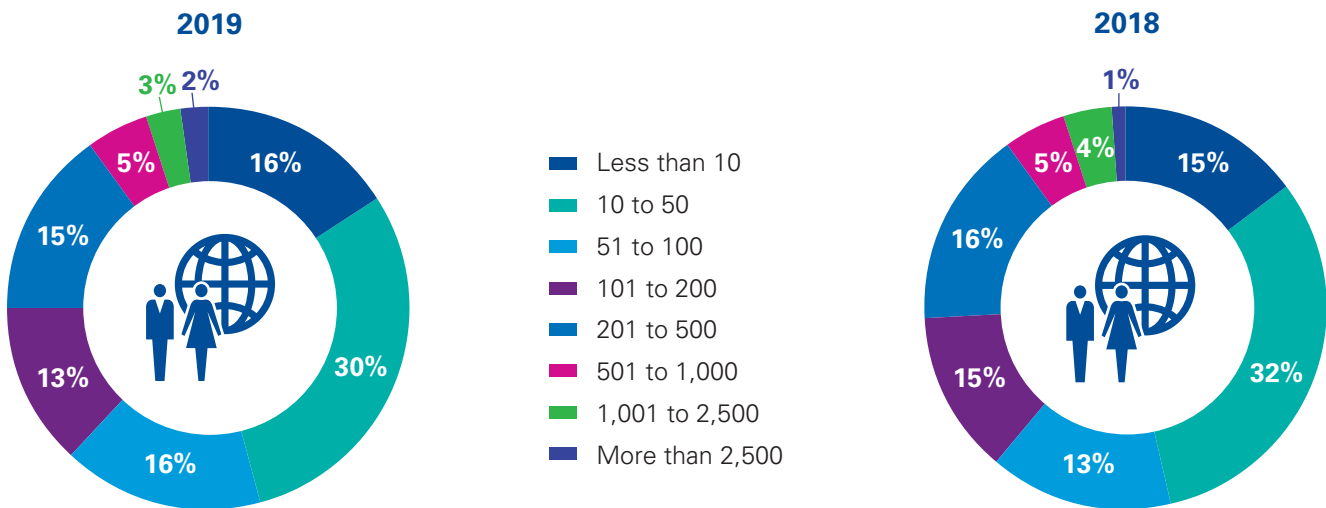 2019
3% 2%
16%
30%
16%
13%
15%
5%
Less than 10
10 to 50
51 to 100
101 to 200
201 to 500
501 to 1,000
1,001 to 2,500
More than 2,500
2018
1%
15%
32%
13%
15%
16%
5%
4%